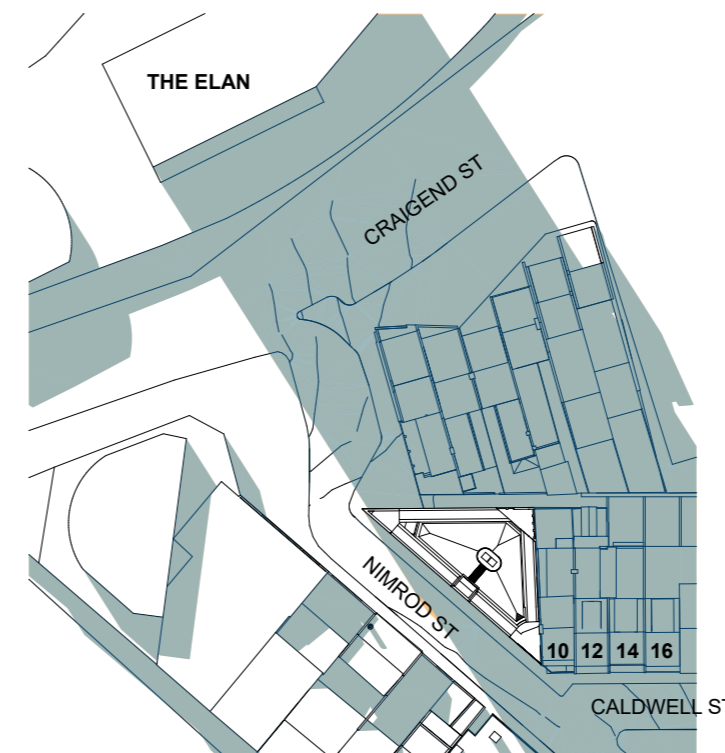 THE ELAN
CRAIGEND ST
NIMROD ST
10 12 14 16
CALDWELL ST